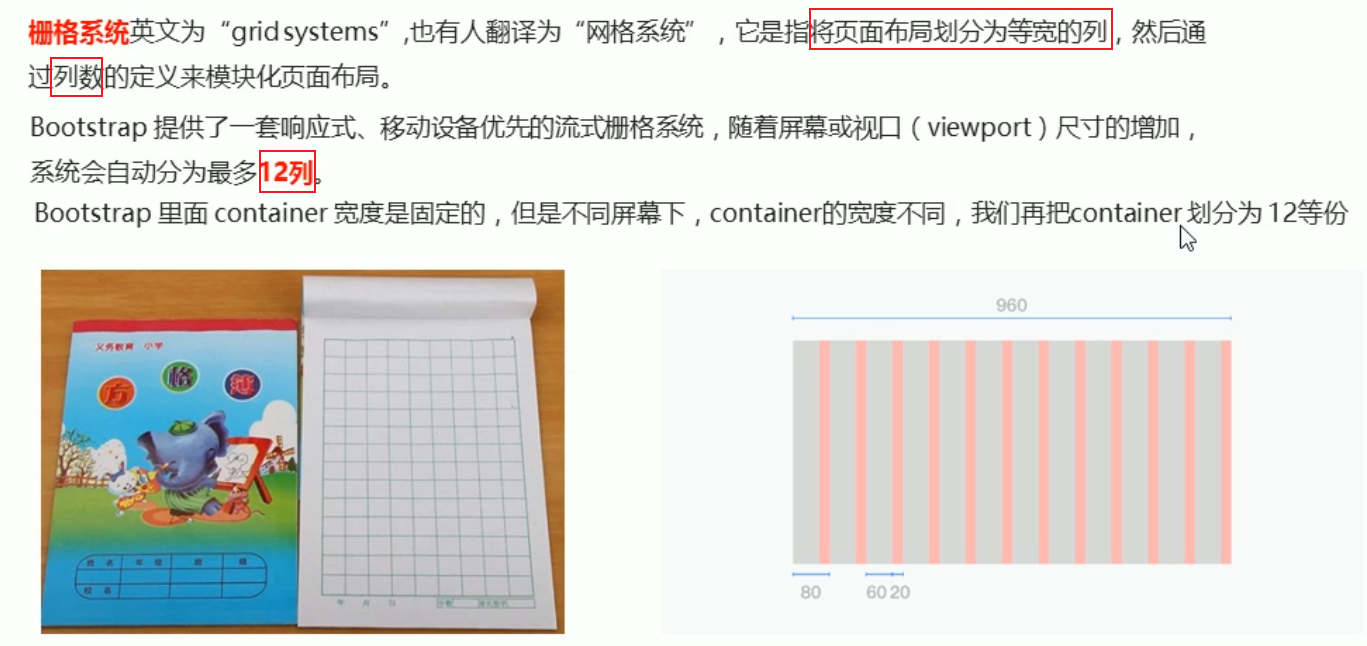 栅格系统英文为“grid systems”,也有人翻译为“网格系统”，它是指将页面布局划分为等宽的列，然后通
过列数的定义来模块化页面布局。
Bootstrap 提供了一套响应式、移动设备优先的流式栅格系统，随着屏幕或视口（viewport）尺寸的增加，
系统会自动分为最多12列。
Bootstrap 里面 container 宽度是固定的，但是不同屏幕下，container的宽度不同，我们再把container 划分为 12等份
义务教育 小学
方格簿
姓 名 年 级 班 组
校 名
年 月 日
960
80 60 20